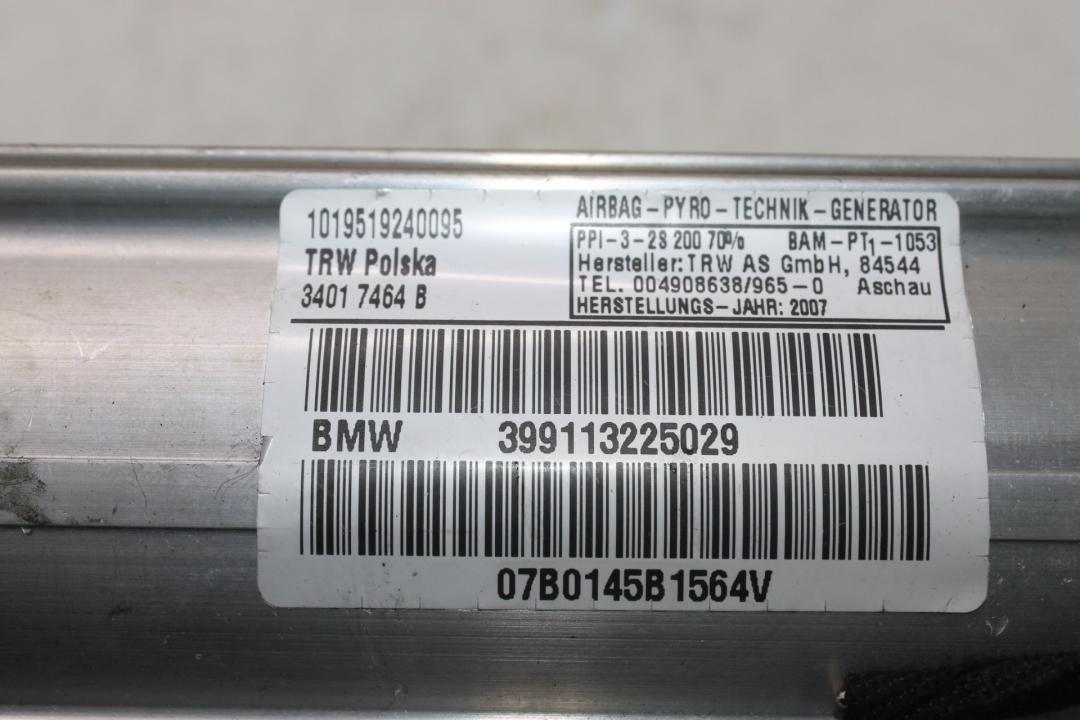 1019519240095
TRW Polska
3401 7464 B
AIRBAG-PYRO-TECHNIK-GENERATOR
PPI-3-2S 200 70% BAM-PT1-1053
Hersteller: TRW AS GmbH, 84544
TEL. 004908638/965-0 Aschau
HERSTELLUNGS-JAHR: 2007
BMW 399113225029
07B0145B1564V